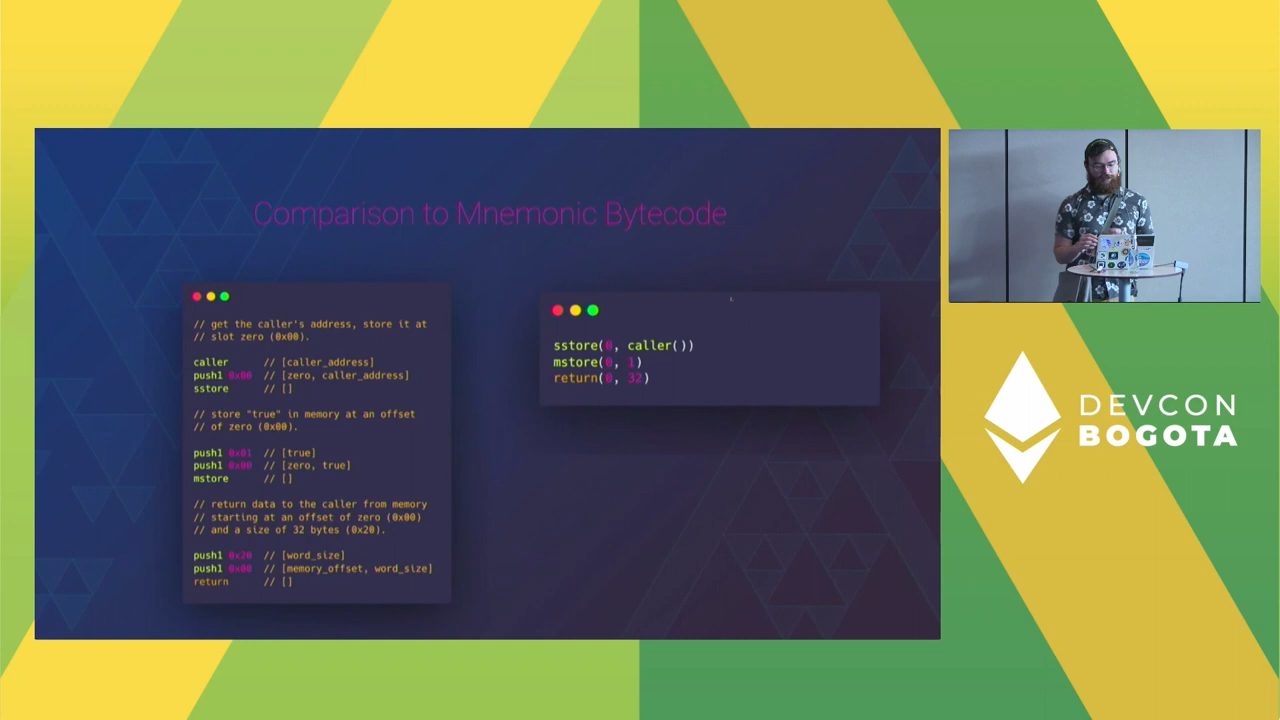 Comparison to Mnemonic Bytecode
// get the caller's address, store it at
// slot zero (0x00).
caller // [caller_address]
push1 0x00 // [zero, caller_address]
sstore // []
// store "true" in memory at an offset
// of zero (0x00).
push1 0x01 // [true]
push1 0x00 // [zero, true]
mstore // []
// return data to the caller from memory
// starting at an offset of zero (0x00)
// and a size of 32 bytes (0x20).
push1 0x20 // [word_size]
push1 0x00 // [memory_offset, word_size]
return // []
sstore(0, caller())
mstore(0, 1)
return(0, 32)
DEVCON
BOGOTA